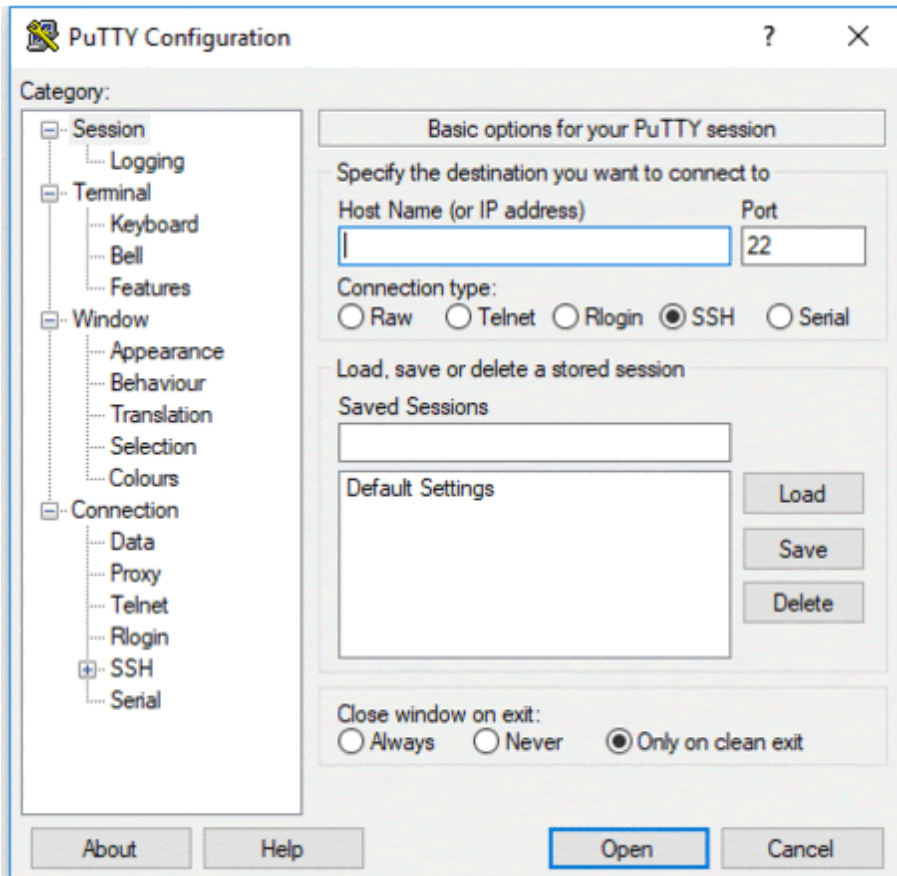 PuTTY Configuration
?
Category:
Session
Logging
Terminal
Keyboard
Bell
Features
Window
Appearance
Behaviour
Translation
Selection
Colours
Connection
Data
Proxy
Telnet
Rlogin
SSH
Serial
Basic options for your PuTTY session
Specify the destination you want to connect to
Host Name (or IP address) Port
22
Connection type:
Raw Telnet Rlogin SSH Serial
Load, save or delete a stored session
Saved Sessions
Default Settings
Load
Save
Delete
Close window on exit:
Always Never Only on clean exit
About Help Open Cancel